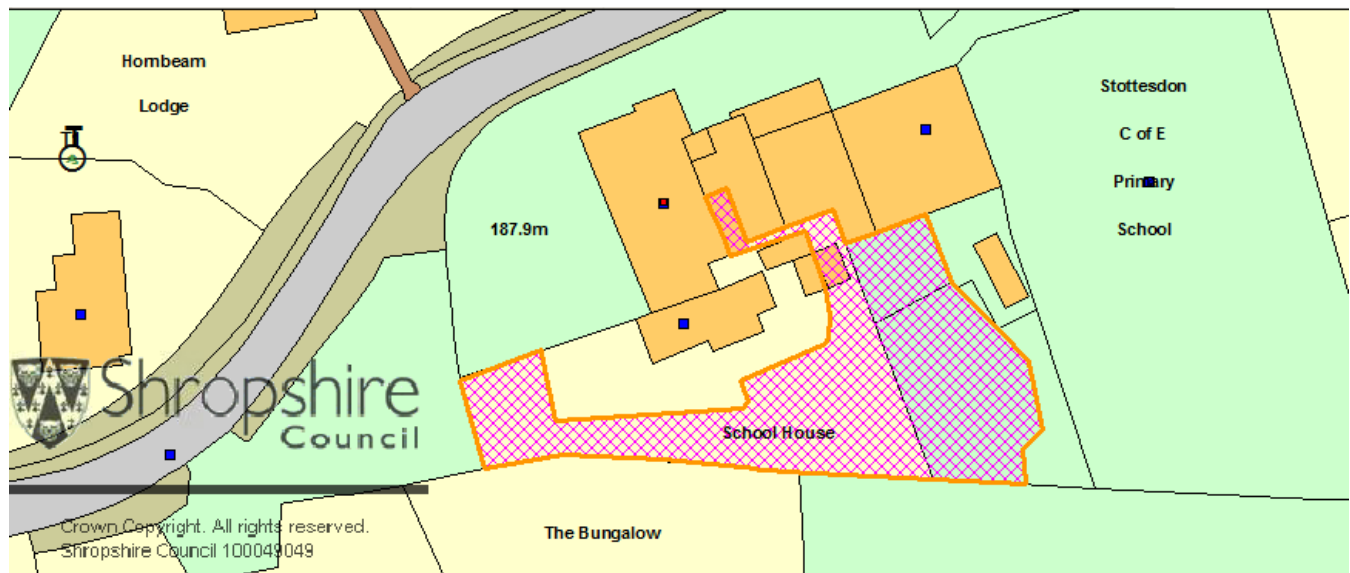 Hornbeam
Lodge
Stottesdon
C of E
Primary
School
187.9m
School House
Shropshire
Council
The Bungalow
Crown Copyright. All rights reserved.
Shropshire Council 100049049